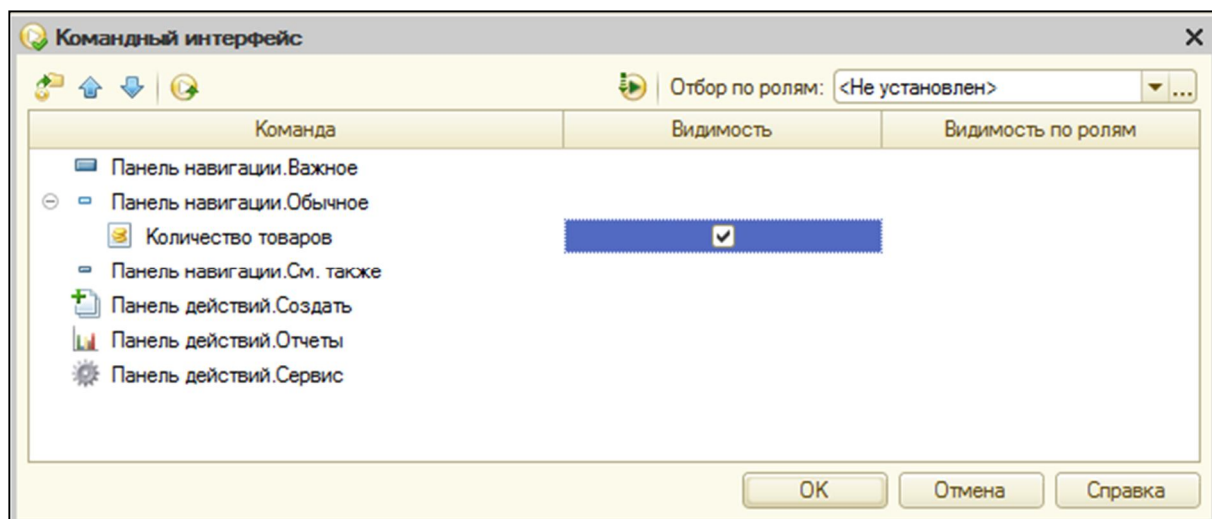 Командный интерфейс
Отбор по ролям: <Не установлен>
Команда Видимость Видимость по ролям
Панель навигации.Важное
Панель навигации.Обычное
Количество товаров
Панель навигации.См. также
Панель действий.Создать
Панель действий.Отчеты
Панель действий.Сервис
OK Отмена Справка